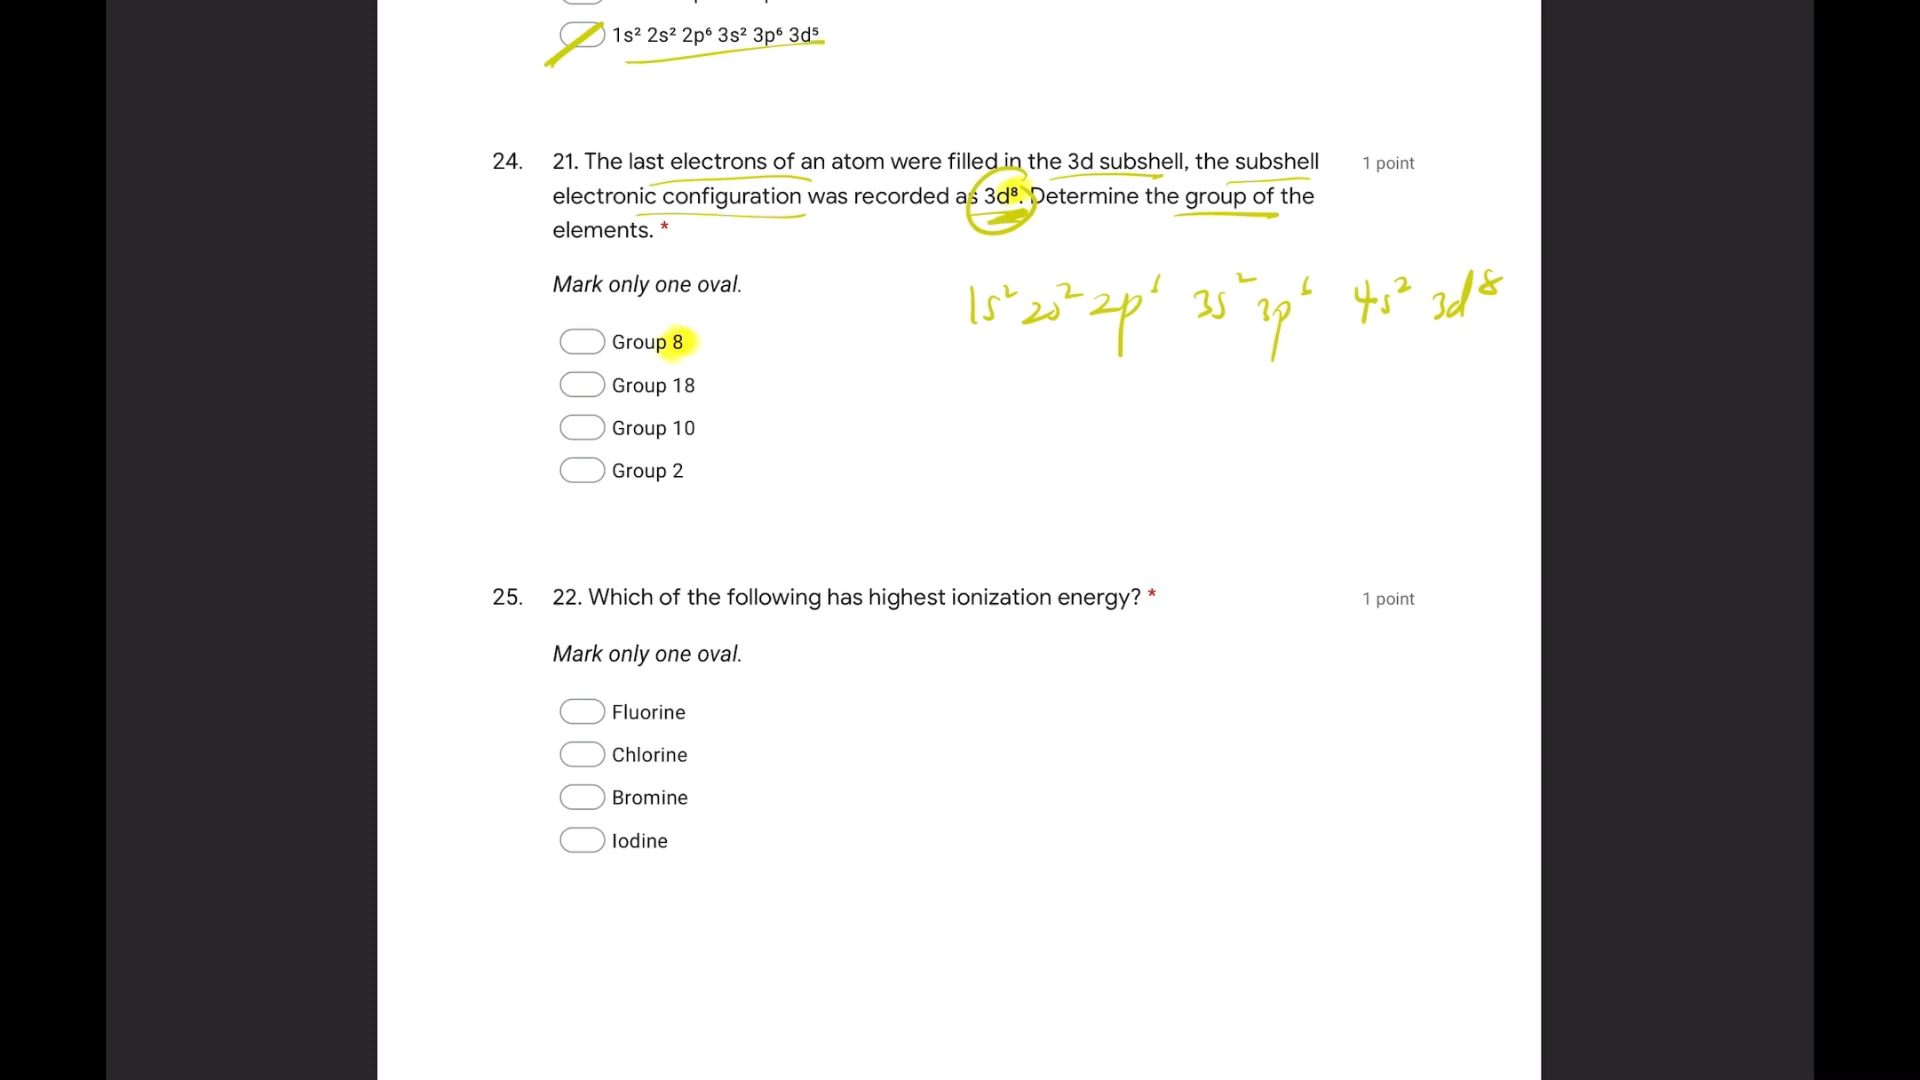 1s² 2s² 2p⁶ 3s² 3p⁶ 3d⁵
24. 21. The last electrons of an atom were filled in the 3d subshell, the subshell 1 point
electronic configuration was recorded as 3d⁸. Determine the group of the
elements. *
Mark only one oval.
1s² 2s² 2p⁶ 3s² 3p⁶ 4s² 3d⁸
Group 8
Group 18
Group 10
Group 2
25. 22. Which of the following has highest ionization energy? * 1 point
Mark only one oval.
Fluorine
Chlorine
Bromine
Iodine